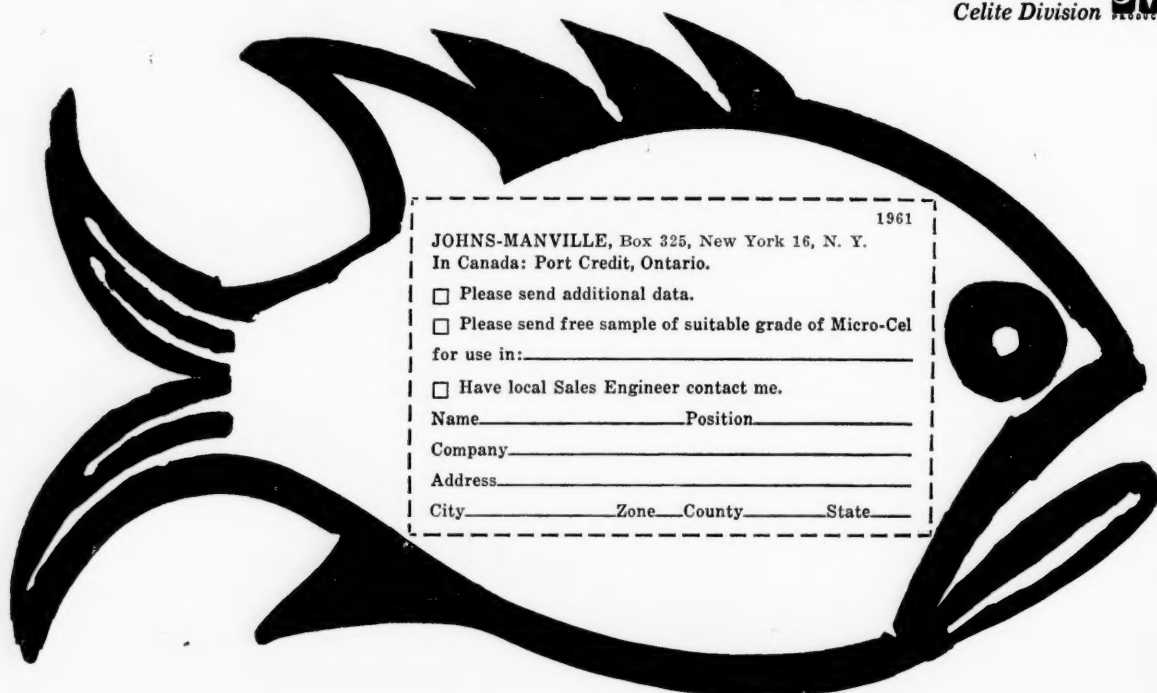 Celite Division
1961
JOHNS-MANVILLE, Box 325, New York 16, N. Y.
In Canada: Port Credit, Ontario.
Please send additional data.
Please send free sample of suitable grade of Micro-Cel
for use in:
Have local Sales Engineer contact me.
Name Position
Company
Address
City Zone County State